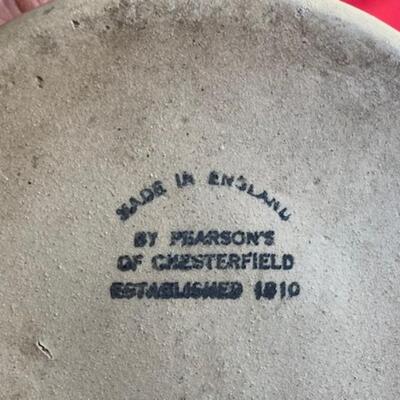 MADE IN ENGLAND
BY PEARSON'S
OF CHESTERFIELD
ESTABLISHED 1810